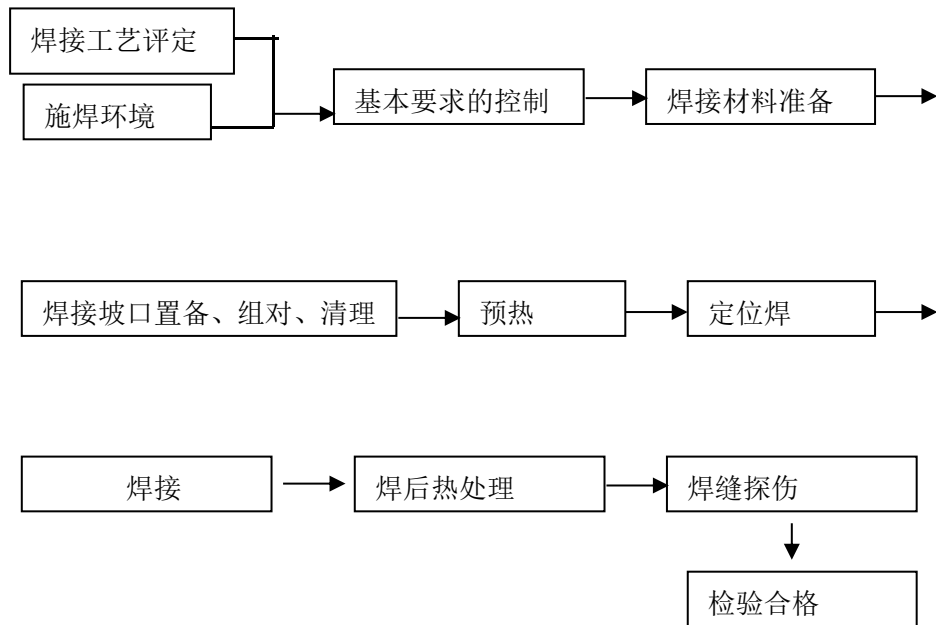 焊接工艺评定
施焊环境
基本要求的控制
焊接材料准备
焊接坡口置备、组对、清理
预热
定位焊
焊接
焊后热处理
焊缝探伤
检验合格